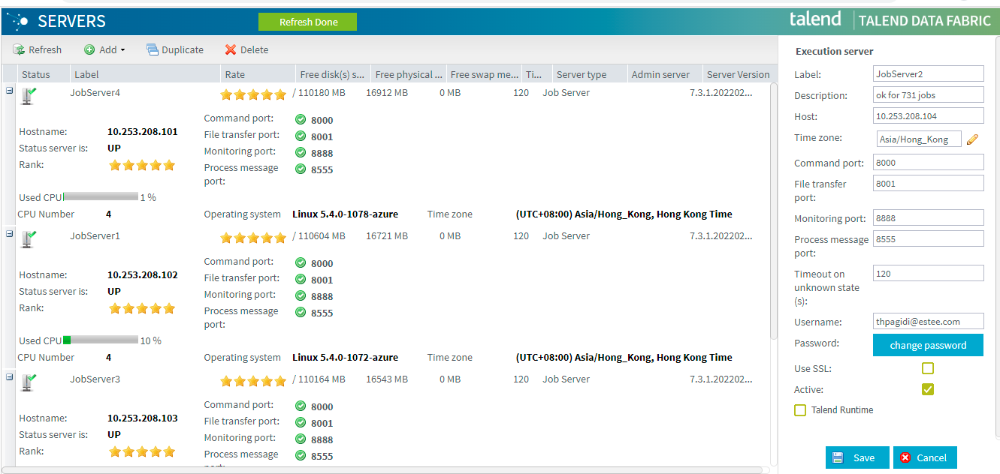 SERVERS
Refresh Done
talend | TALEND DATA FABRIC
Refresh Add Duplicate Delete
Status Label Rate Free disk(s) s... Free physical ... Free swap me... Ti... Server type Admin server Server Version
JobServer4 / 110180 MB 16912 MB 0 MB 120 Job Server 7.3.1.202202...
Command port: 8000
Hostname: 10.253.208.101 File transfer port: 8001
Status server is: UP Monitoring port: 8888
Rank: Process message port: 8555
Used CPU 1 %
CPU Number 4 Operating system Linux 5.4.0-1078-azure Time zone (UTC+08:00) Asia/Hong_Kong, Hong Kong Time
JobServer1 / 110604 MB 16721 MB 0 MB 120 Job Server 7.3.1.202202...
Command port: 8000
Hostname: 10.253.208.102 File transfer port: 8001
Status server is: UP Monitoring port: 8888
Rank: Process message port: 8555
Used CPU 10 %
CPU Number 4 Operating system Linux 5.4.0-1072-azure Time zone (UTC+08:00) Asia/Hong_Kong, Hong Kong Time
JobServer3 / 110164 MB 16543 MB 0 MB 120 Job Server 7.3.1.202202...
Command port: 8000
Hostname: 10.253.208.103 File transfer port: 8001
Status server is: UP Monitoring port: 8888
Rank: Process message 8555
Execution server
Label: JobServer2
Description: ok for 731 jobs
Host: 10.253.208.104
Time zone: Asia/Hong_Kong
Command port: 8000
File transfer port: 8001
Monitoring port: 8888
Process message port: 8555
Timeout on unknown state (s): 120
Username: thpagidi@estee.com
Password: change password
Use SSL:
Active:
Talend Runtime
Save Cancel